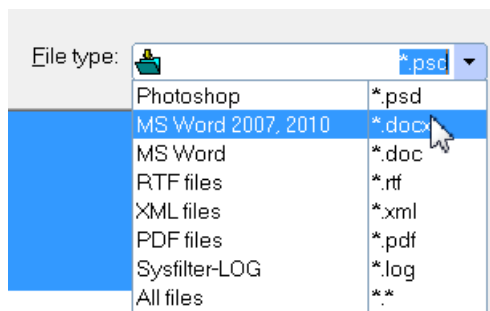 File type: *.psd
Photoshop *.psd
MS Word 2007, 2010 *.docx
MS Word *.doc
RTF files *.rtf
XML files *.xml
PDF files *.pdf
Sysfilter-LOG *.log
All files *.*